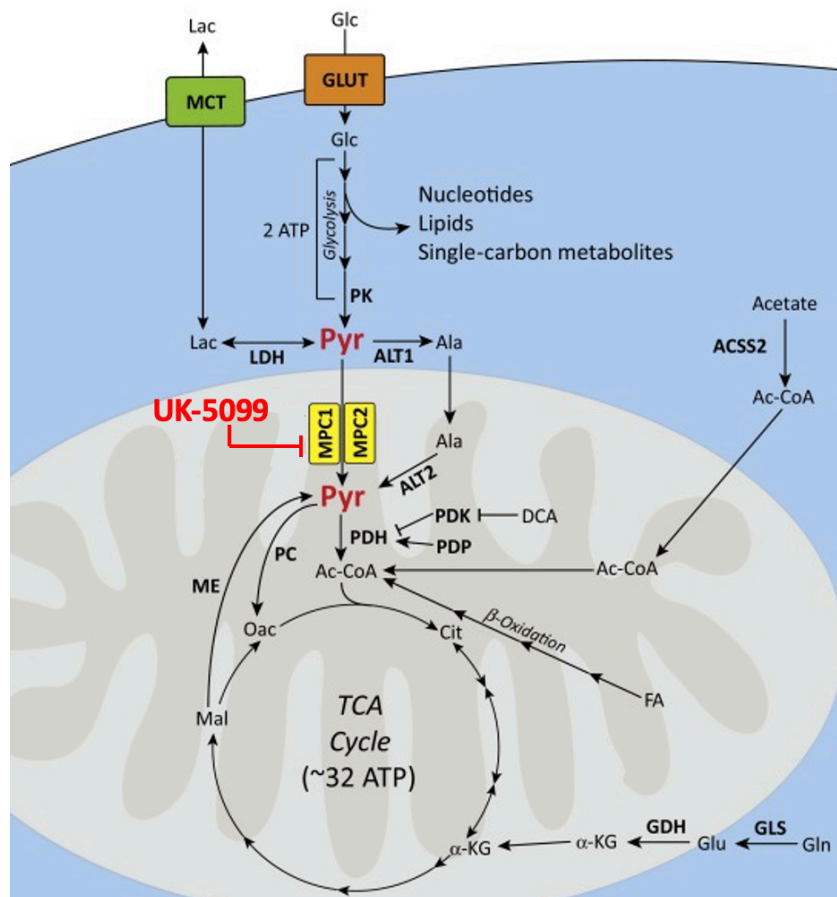 Lac
Glc
MCT
GLUT
Glc
2 ATP
Glycolysis
Nucleotides
Lipids
Single-carbon metabolites
PK
Acetate
ACSS2
Ac-CoA
Lac
LDH
Pyr
ALT1
Ala
UK-5099
MPC1
MPC2
Ala
ALT2
Pyr
PDH
PDK
DCA
PDP
ME
PC
Ac-CoA
Ac-CoA
Oac
Cit
β-Oxidation
FA
Mal
TCA
Cycle
(~32 ATP)
α-KG
α-KG
GDH
Glu
GLS
Gln